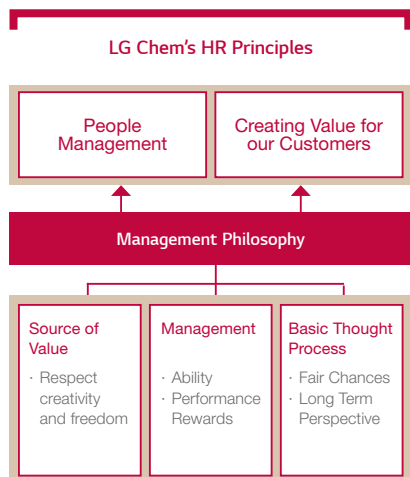 LG Chem's HR Principles
People
Management
Creating Value for
our Customers
Management Philosophy
Source of
Value
· Respect
creativity
and freedom
Management
· Ability
· Performance
Rewards
Basic Thought
Process
· Fair Chances
· Long Term
Perspective